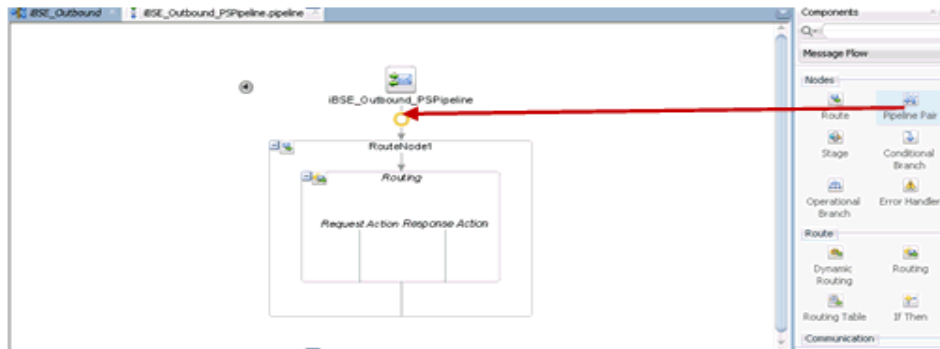 iBSE_Outbound
iBSE_Outbound_PSPipeline.pipeline
Components
Message Flow
iBSE_Outbound_PSPipeline
RouteNode1
Routing
Request Action Response Action
Nodes
Route
Pipeline Pair
Stage
Conditional
Branch
Operational
Branch
Error Handler
Route
Dynamic
Routing
Routing
Routing Table
If Then
Communication